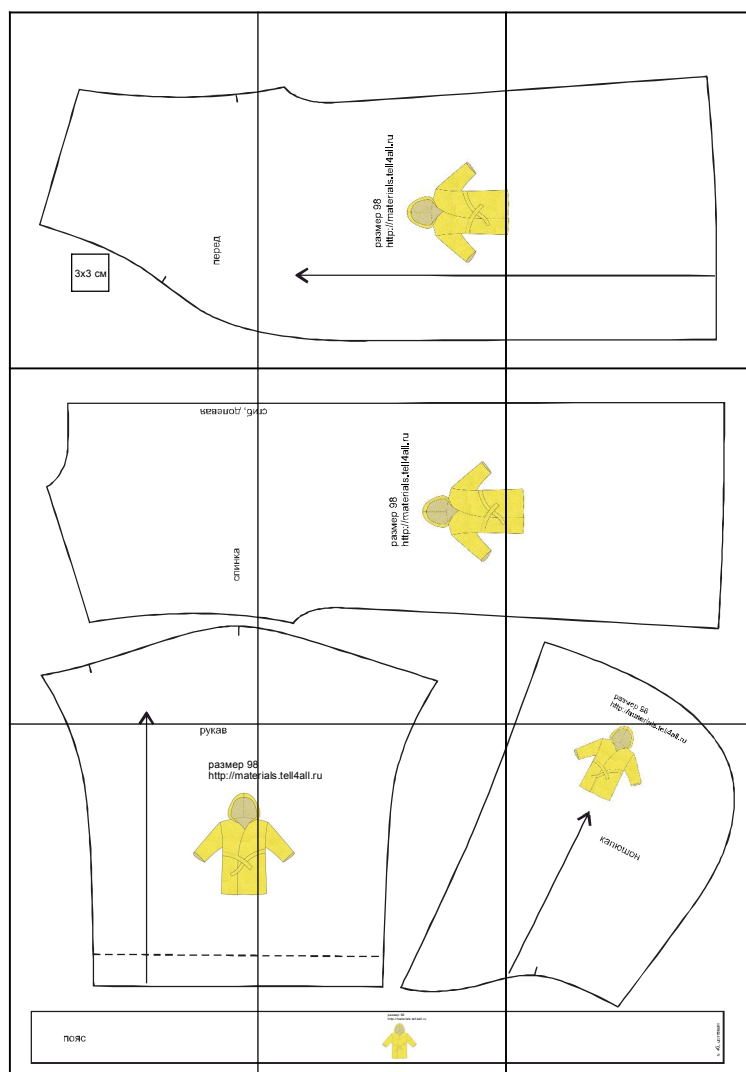 размер 98
http://materials.tell4all.ru
перед
3х3 см
сгиб, долевая
размер 98
http://materials.tell4all.ru
спинка
размер 98
http://materials.tell4all.ru
рукав
размер 98
http://materials.tell4all.ru
капюшон
размер 98
http://materials.tell4all.ru
пояс